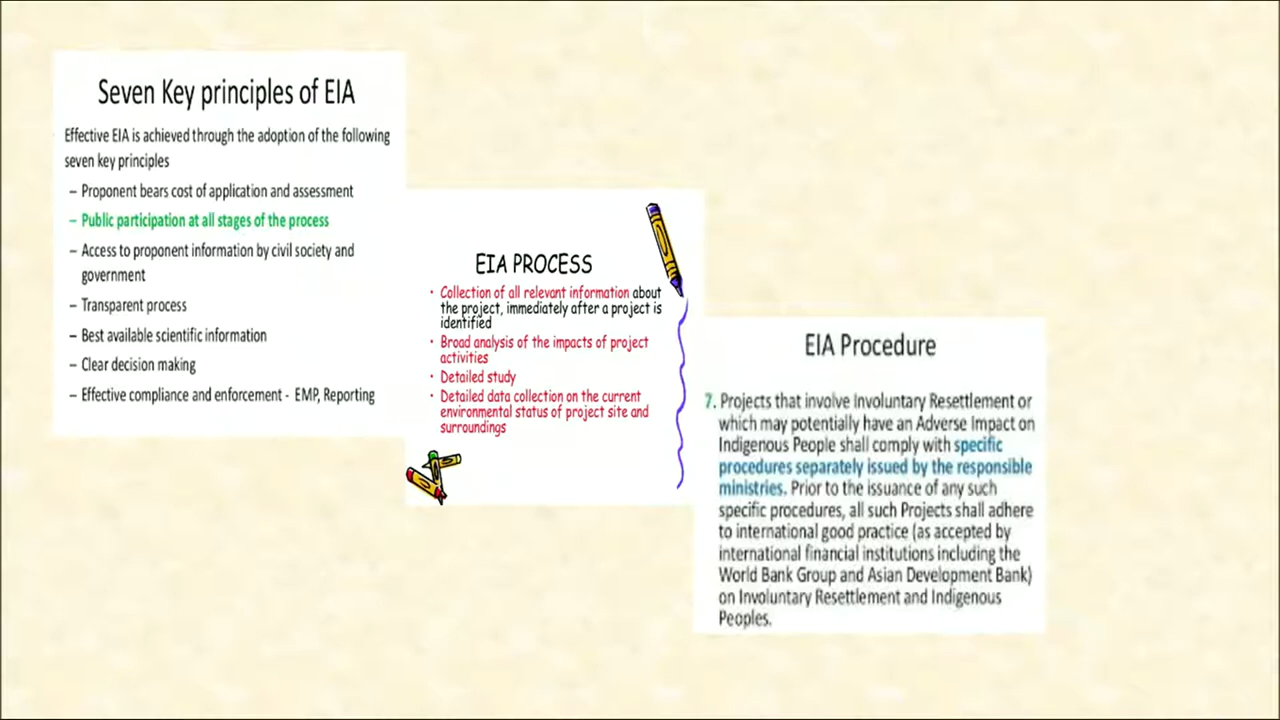 Seven Key principles of EIA
Effective EIA is achieved through the adoption of the following
seven key principles
– Proponent bears cost of application and assessment
– Public participation at all stages of the process
– Access to proponent information by civil society and
government
– Transparent process
– Best available scientific information
– Clear decision making
– Effective compliance and enforcement - EMP, Reporting
EIA PROCESS
• Collection of all relevant information about
the project, immediately after a project is
identified
• Broad analysis of the impacts of project
activities
• Detailed study
• Detailed data collection on the current
environmental status of project site and
surroundings
EIA Procedure
7. Projects that involve Involuntary Resettlement or
which may potentially have an Adverse Impact on
Indigenous People shall comply with specific
procedures separately issued by the responsible
ministries. Prior to the issuance of any such
specific procedures, all such Projects shall adhere
to international good practice (as accepted by
international financial institutions including the
World Bank Group and Asian Development Bank)
on Involuntary Resettlement and Indigenous
Peoples.